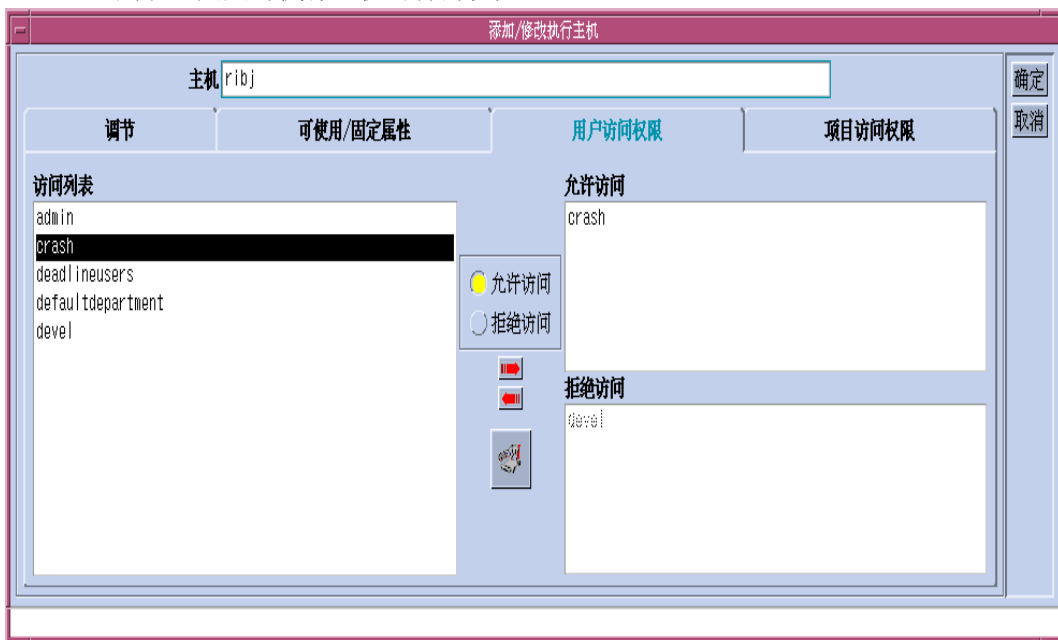 添加/修改执行主机
主机 ribj
确定
取消
调节
可使用/固定属性
用户访问权限
项目访问权限
访问列表
admin
crash
deadlineusers
defaultdepartment
devel
允许访问
拒绝访问
允许访问
crash
拒绝访问
devel